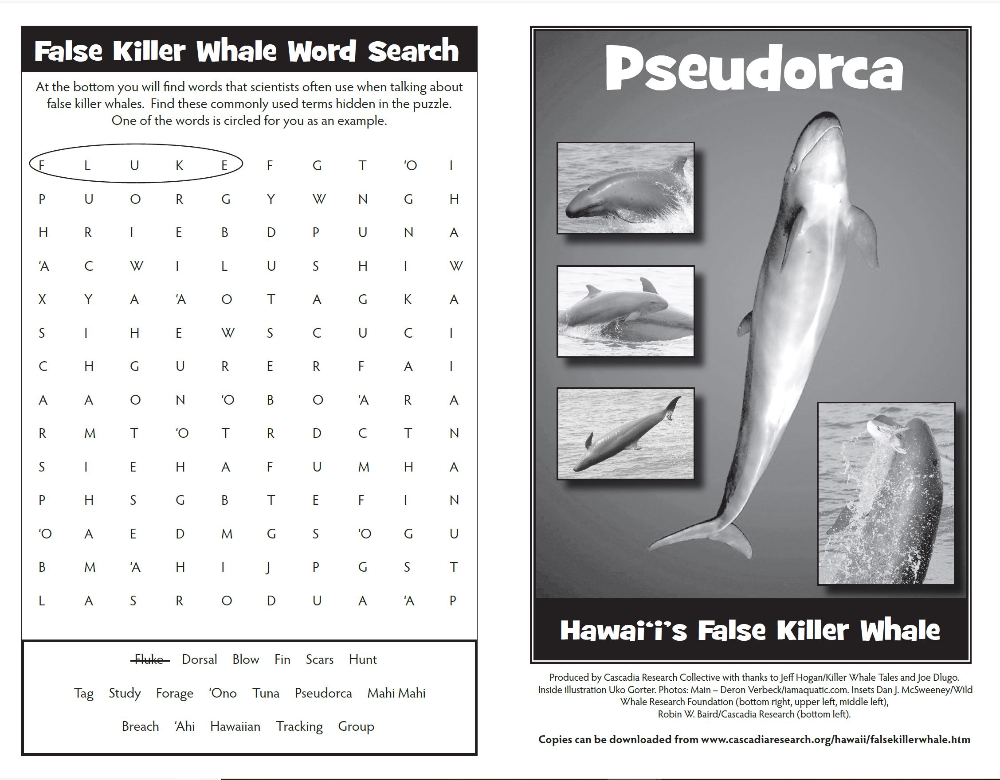 False Killer Whale Word Search
At the bottom you will find words that scientists often use when talking about
false killer whales. Find these commonly used terms hidden in the puzzle.
One of the words is circled for you as an example.
F L U K E F G T ‘O I
P U O R G Y W N G H
H R I E B D P U N A
‘A C W I L U S H I W
X Y A ‘A O T A G K A
S I H E W S C U C I
C H G U R E R F A I
A A O N ‘O B O ‘A R A
R M T ‘O T R D C T N
S I E H A F U M H A
P H S G B T E F I N
‘O A E D M G S ‘O G U
B M ‘A H I J P G S T
L A S R O D U A ‘A P
Fluke Dorsal Blow Fin Scars Hunt
Tag Study Forage ‘Ono Tuna Pseudorca Mahi Mahi
Breach ‘Ahi Hawaiian Tracking Group
Pseudorca
Hawai‘i’s False Killer Whale
Produced by Cascadia Research Collective with thanks to Jeff Hogan/Killer Whale Tales and Joe Dlugo.
Inside illustration Uko Gorter. Photos: Main – Deron Verbeck/iamaquatic.com. Insets Dan J. McSweeney/Wild
Whale Research Foundation (bottom right, upper left, middle left),
Robin W. Baird/Cascadia Research (bottom left).
Copies can be downloaded from www.cascadiaresearch.org/hawaii/falsekillerwhale.htm